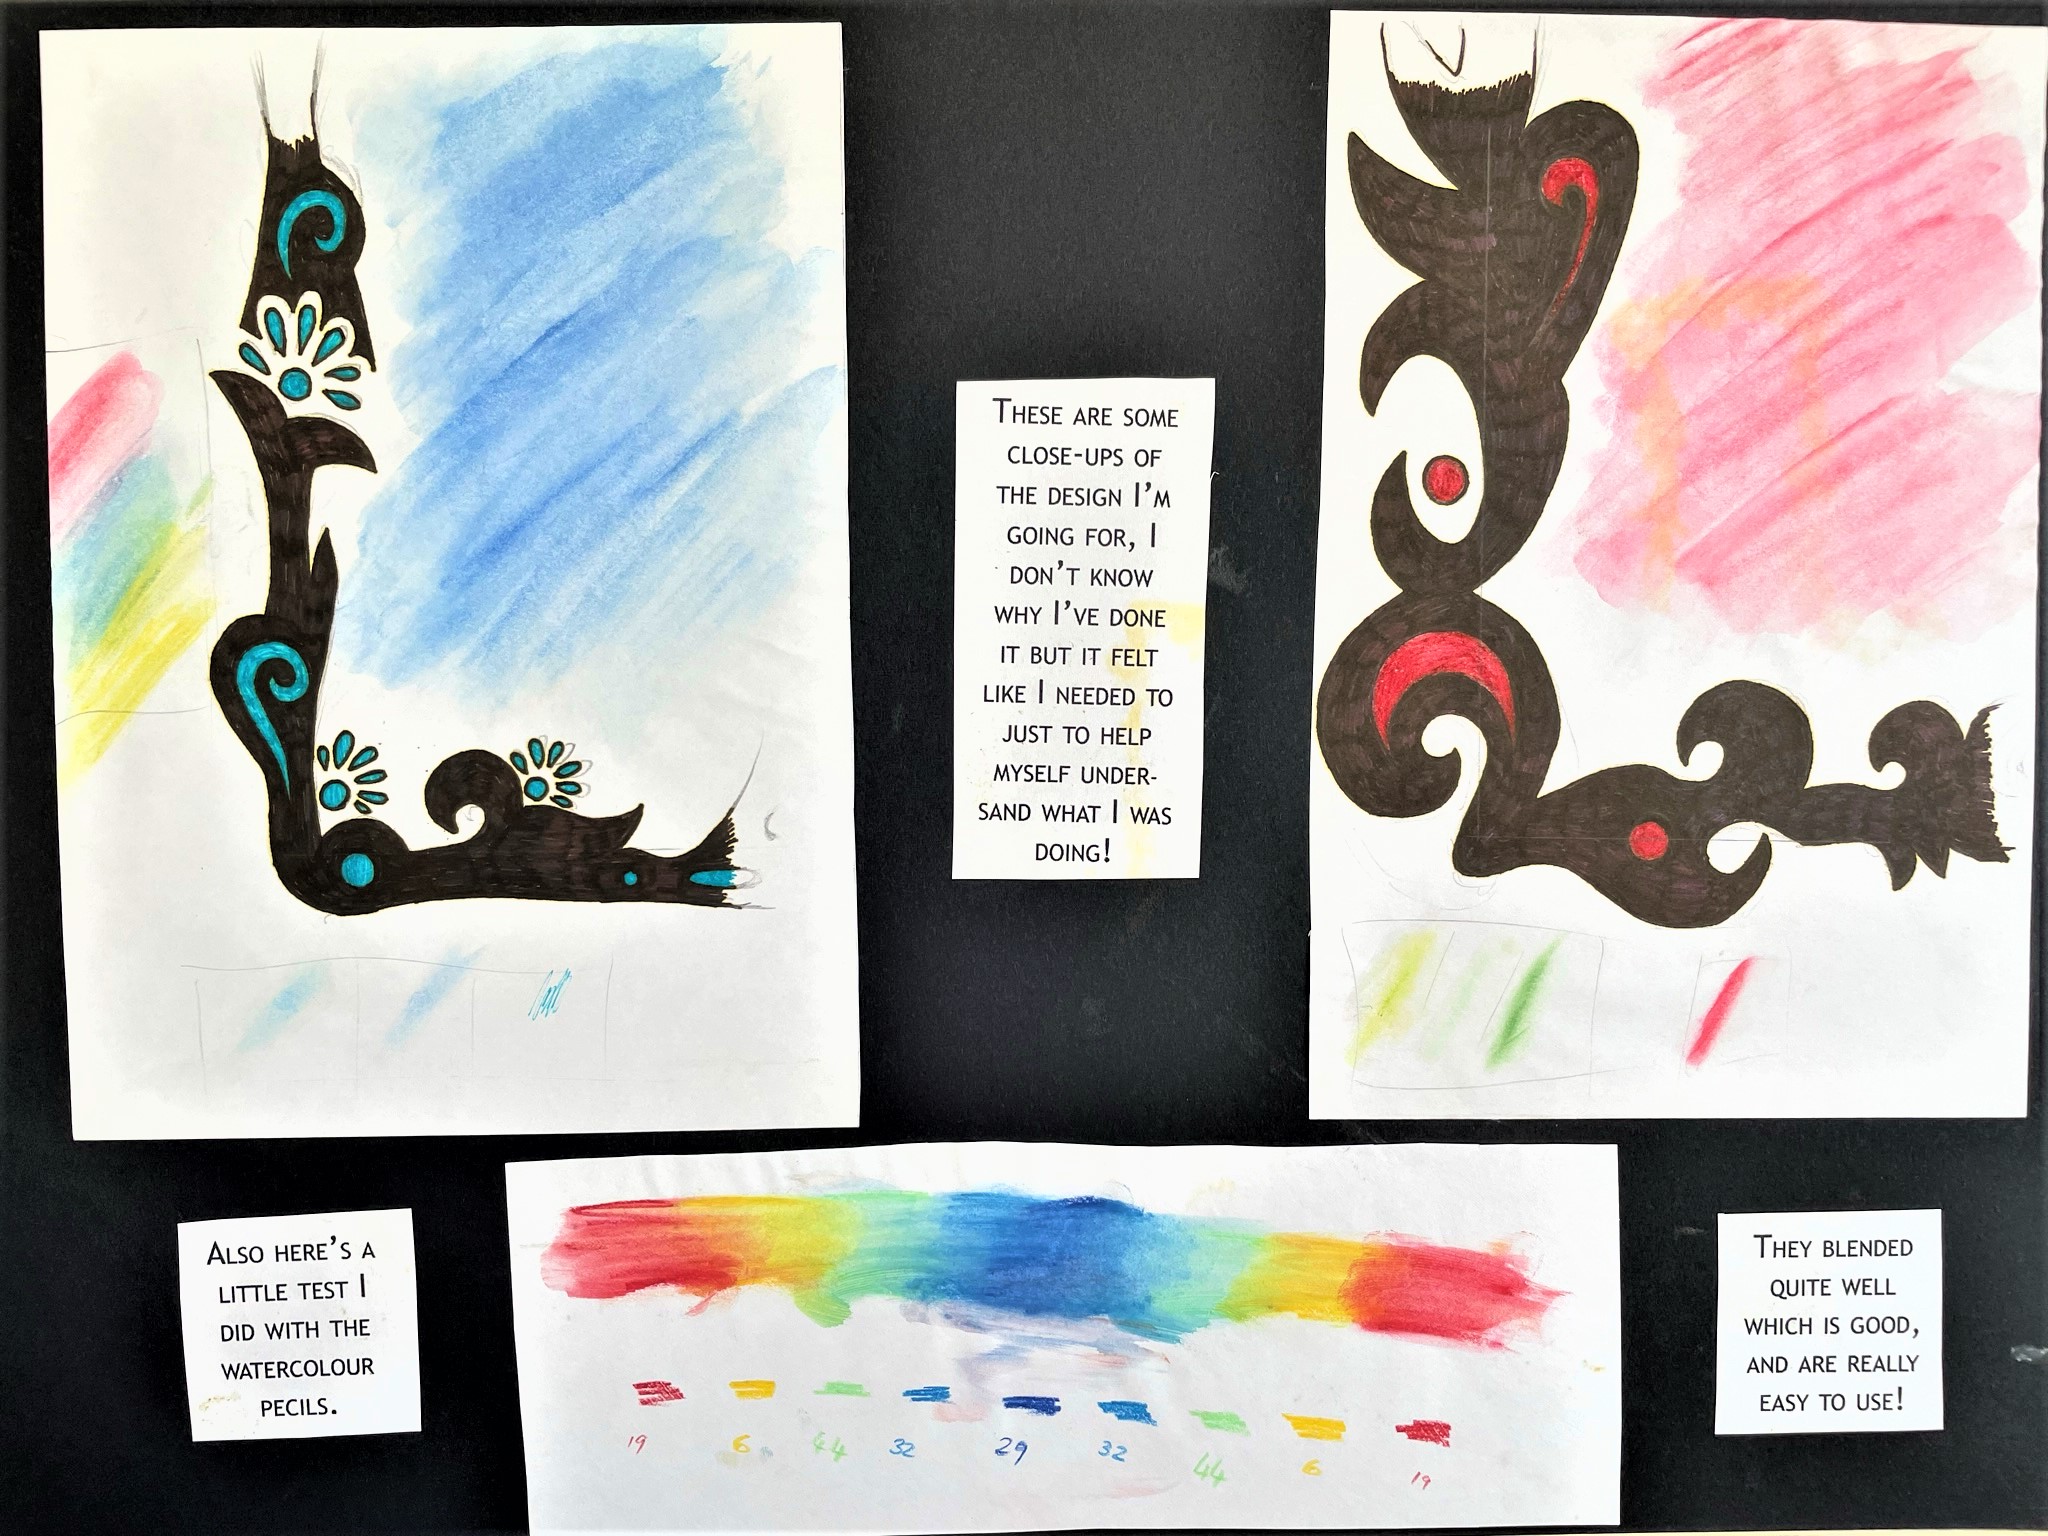 These are some
close-ups of
the design I'm
going for, I
don't know
why I've done
it but it felt
like I needed to
just to help
myself under-
sand what I was
doing!
Also here's a
little test I
did with the
watercolour
pecils.
They blended
quite well
which is good,
and are really
easy to use!
19 6 44 32 29 32 44 6 19